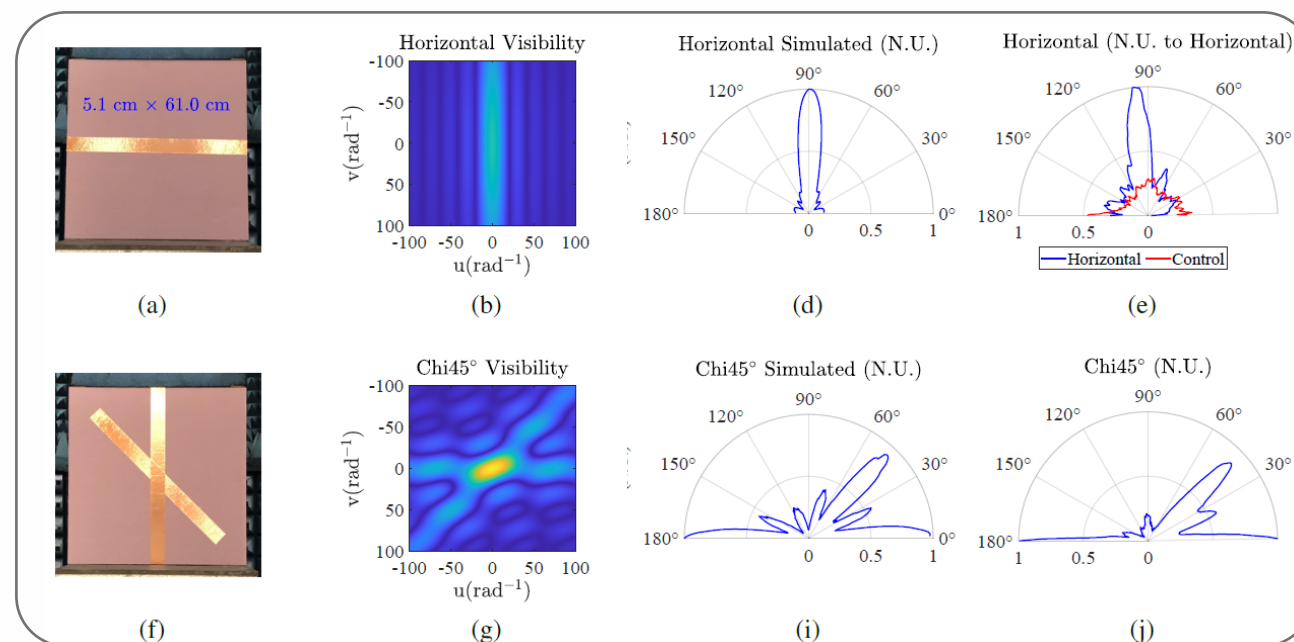 Horizontal Visibility
Horizontal Simulated (N.U.)
Horizontal (N.U. to Horizontal)
5.1 cm × 61.0 cm
-100
-50
0
50
100
v(rad⁻¹)
-100 -50 0 50 100
u(rad⁻¹)
90°
120° 60°
150° 30°
180° 0°
0 0.5 1
90°
120° 60°
150° 30°
180°
1 0.5 0 0.5 1
Horizontal Control
(a) (b) (d) (e)
Chi45° Visibility
Chi45° Simulated (N.U.)
Chi45° (N.U.)
-100
-50
0
50
100
v(rad⁻¹)
-100 -50 0 50 100
u(rad⁻¹)
90°
120° 60°
150° 30°
180° 0°
0 0.5 1
90°
120° 60°
150° 30°
180°
1 0.5 0
(f) (g) (i) (j)